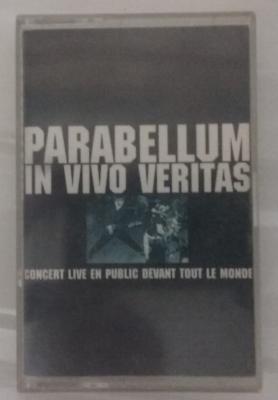 PARABELLUM
IN VIVO VERITAS
CONCERT LIVE EN PUBLIC DEVANT TOUT LE MONDE